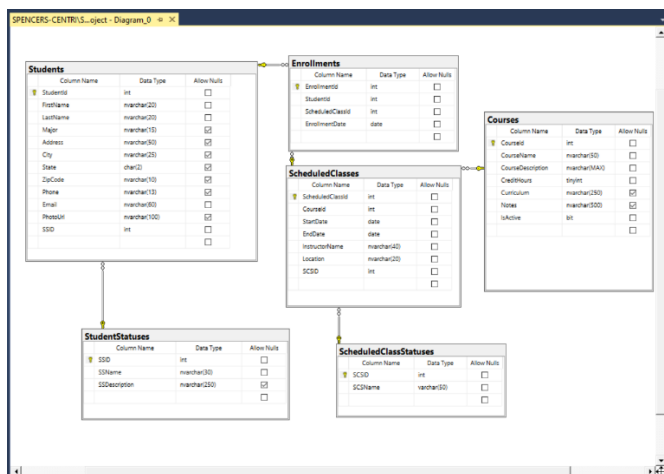 SPENCERS-CENTRI\S...oject - Diagram_0
Students
Column Name Data Type Allow Nulls
StudentId int
FirstName nvarchar(20)
LastName nvarchar(20)
Major nvarchar(15)
Address nvarchar(50)
City nvarchar(25)
State char(2)
ZipCode nvarchar(10)
Phone nvarchar(13)
Email nvarchar(60)
PhotoUrl nvarchar(100)
SSID int
Enrollments
Column Name Data Type Allow Nulls
EnrollmentId int
StudentId int
ScheduledClassId int
EnrollmentDate date
Courses
Column Name Data Type Allow Nulls
CourseId int
CourseName nvarchar(50)
CourseDescription nvarchar(MAX)
CreditHours tinyint
Curriculum nvarchar(250)
Notes nvarchar(500)
IsActive bit
ScheduledClasses
Column Name Data Type Allow Nulls
ScheduledClassId int
CourseId int
StartDate date
EndDate date
InstructorName nvarchar(40)
Location nvarchar(20)
SCSID int
StudentStatuses
Column Name Data Type Allow Nulls
SSID int
SSName nvarchar(30)
SSDescription nvarchar(250)
ScheduledClassStatuses
Column Name Data Type Allow Nulls
SCSID int
SCSName varchar(50)